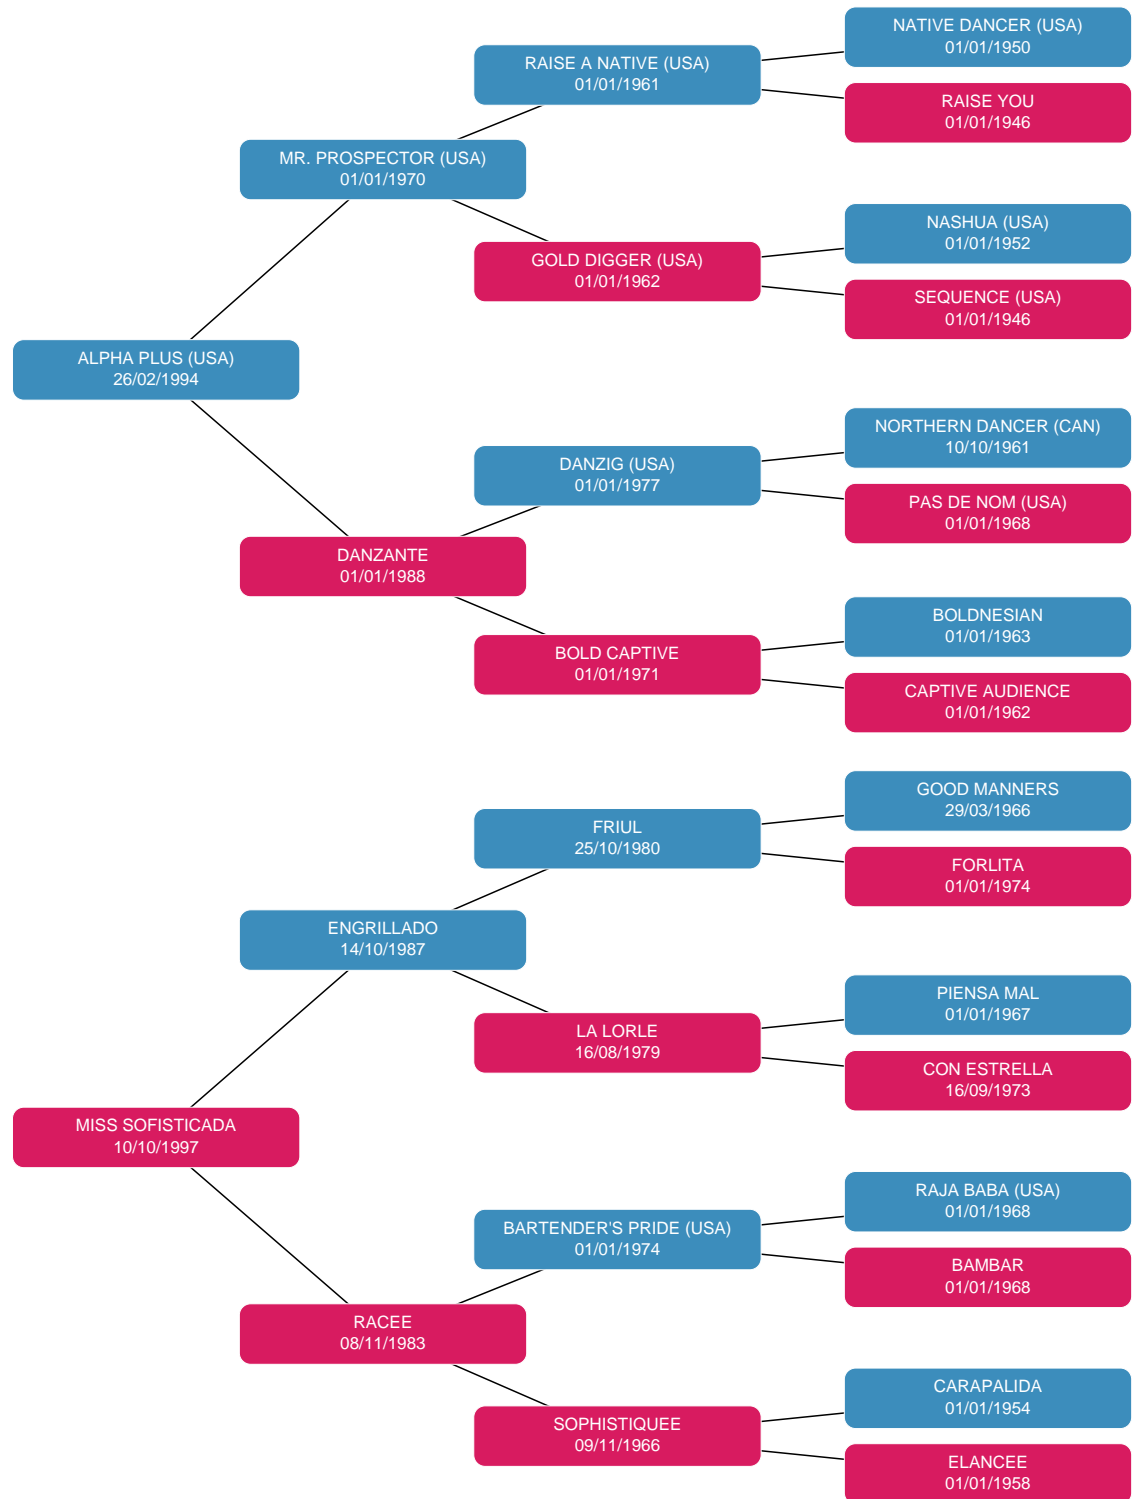 NATIVE DANCER (USA)
01/01/1950
RAISE A NATIVE (USA)
01/01/1961
RAISE YOU
01/01/1946
MR. PROSPECTOR (USA)
01/01/1970
NASHUA (USA)
01/01/1952
GOLD DIGGER (USA)
01/01/1962
SEQUENCE (USA)
01/01/1946
ALPHA PLUS (USA)
26/02/1994
NORTHERN DANCER (CAN)
10/10/1961
DANZIG (USA)
01/01/1977
PAS DE NOM (USA)
01/01/1968
DANZANTE
01/01/1988
BOLDNESIAN
01/01/1963
BOLD CAPTIVE
01/01/1971
CAPTIVE AUDIENCE
01/01/1962
GOOD MANNERS
29/03/1966
FRIUL
25/10/1980
FORLITA
01/01/1974
ENGRILLADO
14/10/1987
PIENSA MAL
01/01/1967
LA LORLE
16/08/1979
CON ESTRELLA
16/09/1973
MISS SOFISTICADA
10/10/1997
RAJA BABA (USA)
01/01/1968
BARTENDER'S PRIDE (USA)
01/01/1974
BAMBAR
01/01/1968
RACEE
08/11/1983
CARAPALIDA
01/01/1954
SOPHISTIQUEE
09/11/1966
ELANCEE
01/01/1958